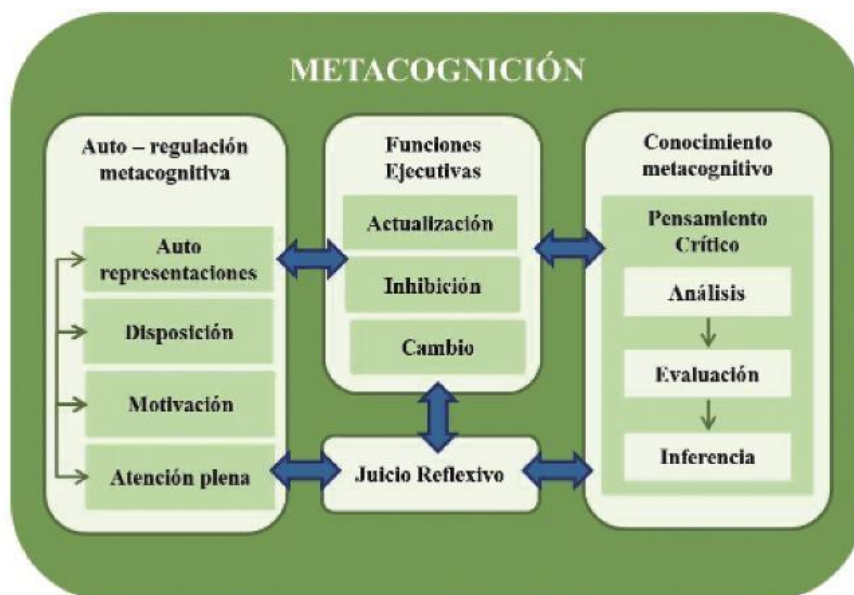 METACOGNICIÓN
Auto – regulación
metacognitiva
Auto
representaciones
Disposición
Motivación
Atención plena
Funciones
Ejecutivas
Actualización
Inhibición
Cambio
Juicio Reflexivo
Conocimiento
metacognitivo
Pensamiento
Crítico
Análisis
Evaluación
Inferencia